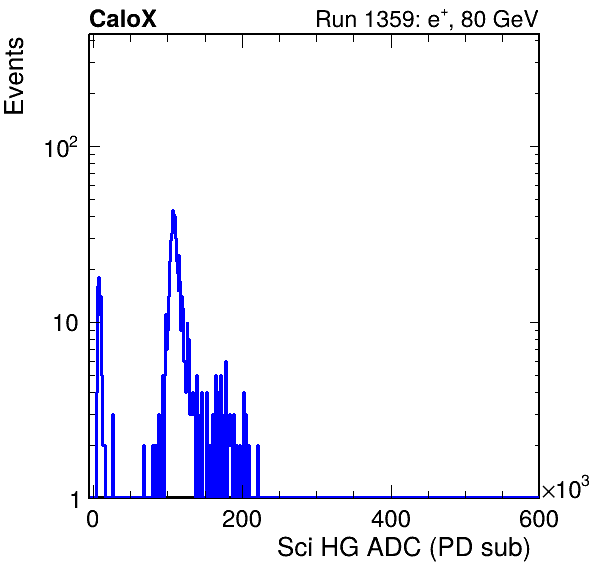 CaloX Run 1359: e⁺, 80 GeV
Events
10²
10
1
0 200 400 600
×10³
Sci HG ADC (PD sub)